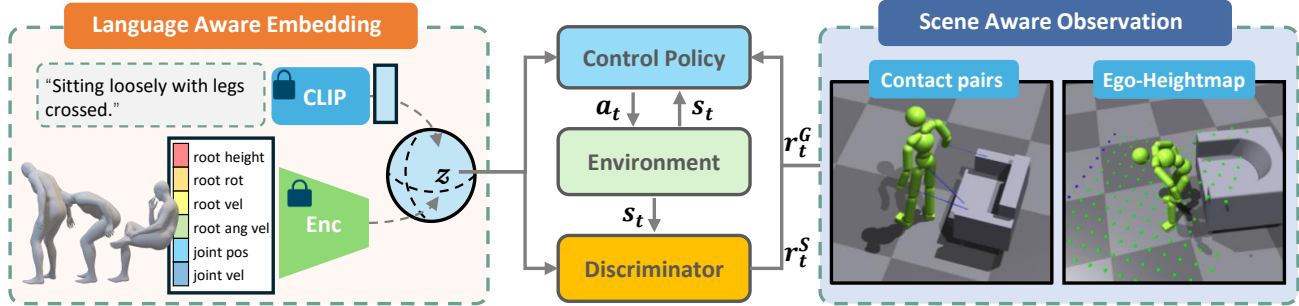 Language Aware Embedding
“Sitting loosely with legs
crossed.”
CLIP
root height
root rot
root vel
root ang vel
joint pos
joint vel
Enc
z
Control Policy
a_t
s_t
Environment
s_t
Discriminator
r_t^G
r_t^S
Scene Aware Observation
Contact pairs
Ego-Heightmap